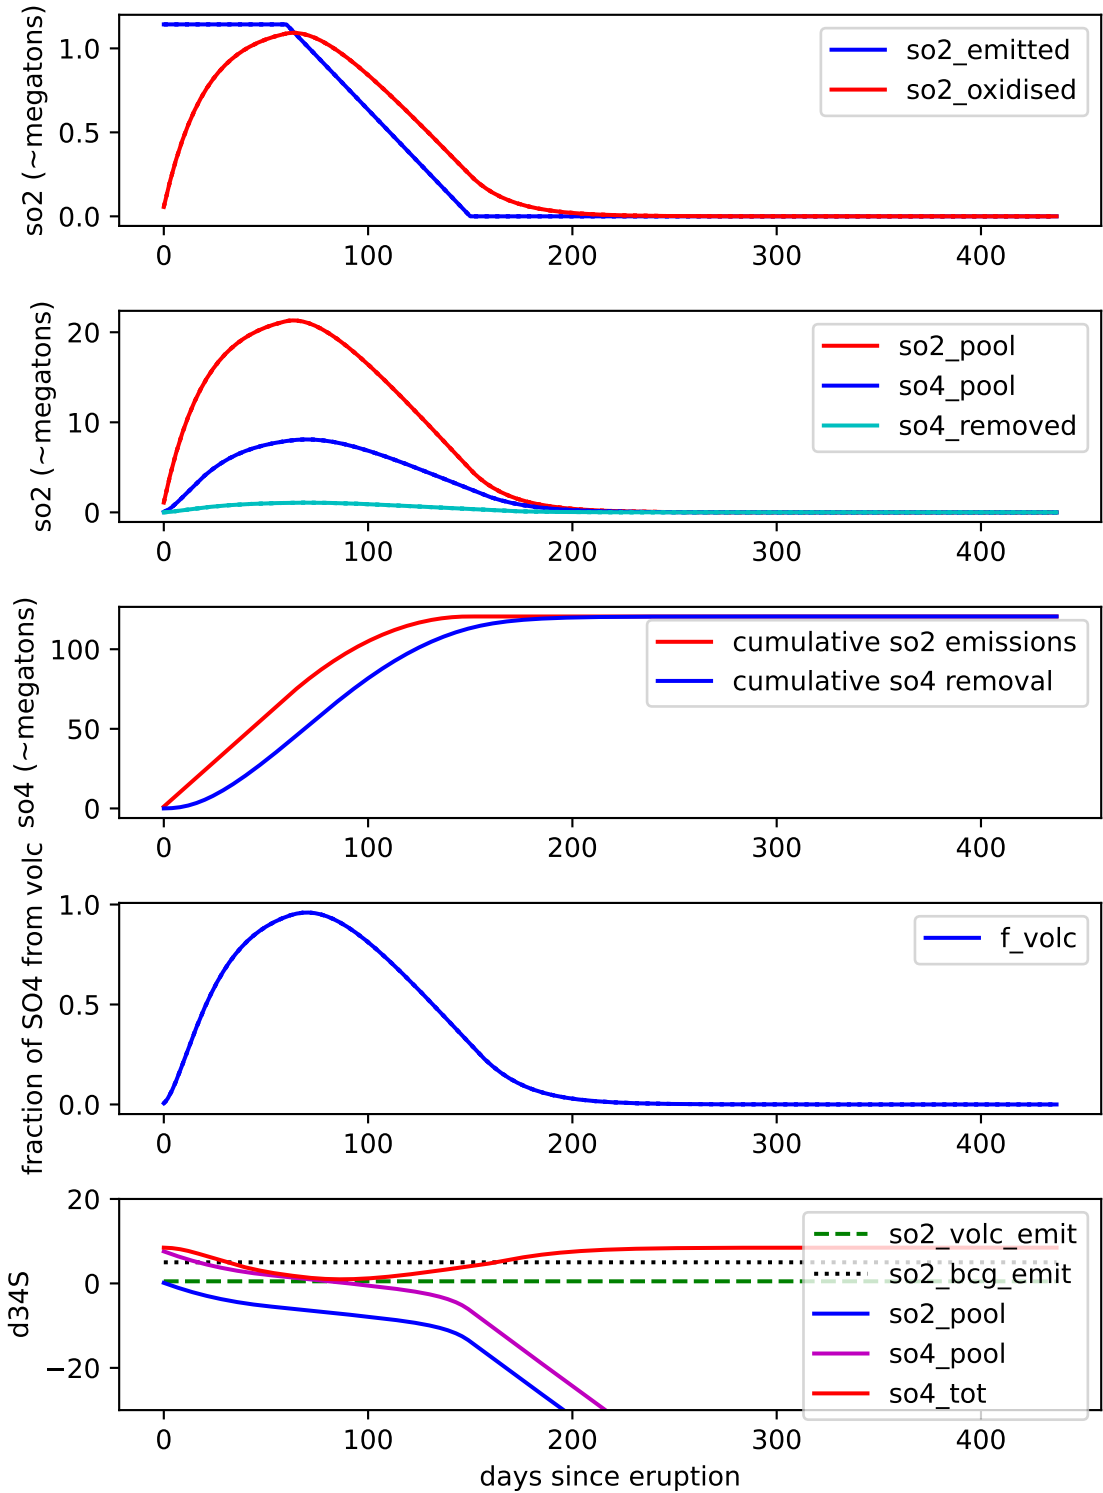 so2 (~megatons)
1.0
0.5
0.0
so2_emitted
so2_oxidised
0 100 200 300 400
so2 (~megatons)
20
10
0
so2_pool
so4_pool
so4_removed
0 100 200 300 400
so4 (~megatons)
100
50
0
cumulative so2 emissions
cumulative so4 removal
0 100 200 300 400
fraction of SO4 from volc
1.0
0.5
0.0
f_volc
0 100 200 300 400
d34S
20
0
−20
so2_volc_emit
so2_bcg_emit
so2_pool
so4_pool
so4_tot
0 100 200 300 400
days since eruption